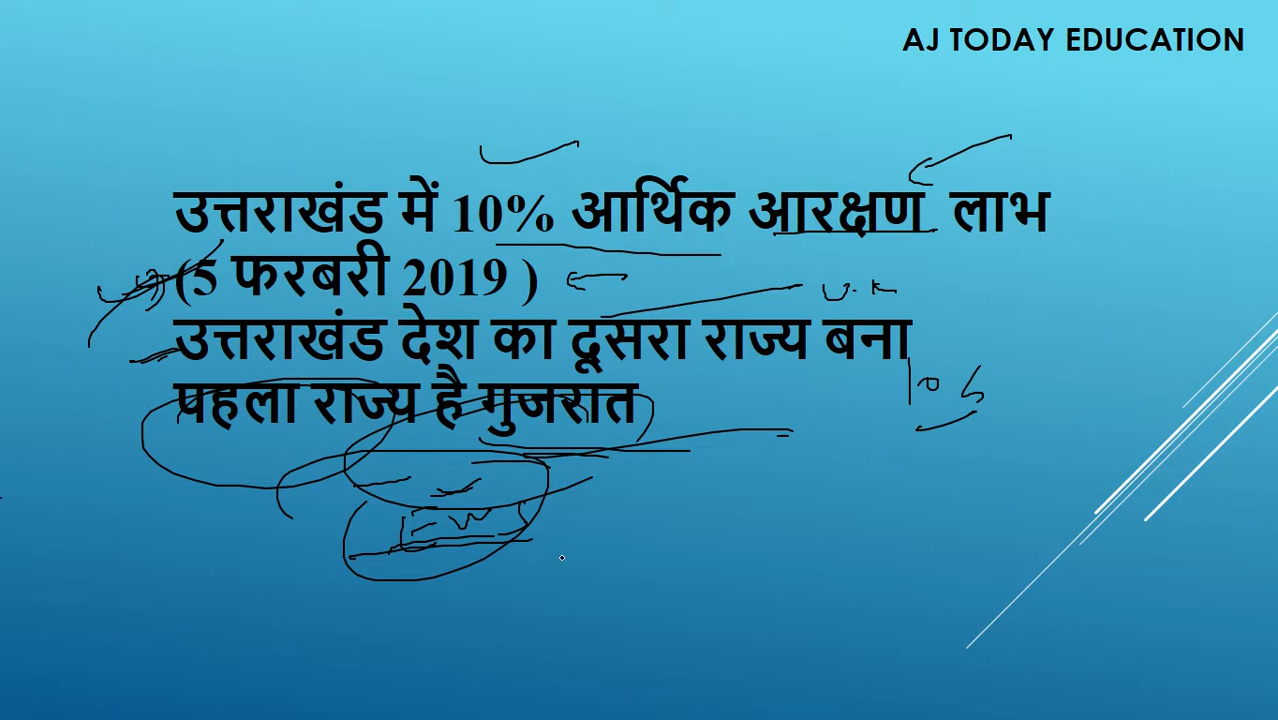 AJ TODAY EDUCATION
उत्तराखंड में 10% आर्थिक आरक्षण लाभ
(5 फरबरी 2019 )
U.K
उत्तराखंड देश का दूसरा राज्य बना
पहला राज्य है गुजरात